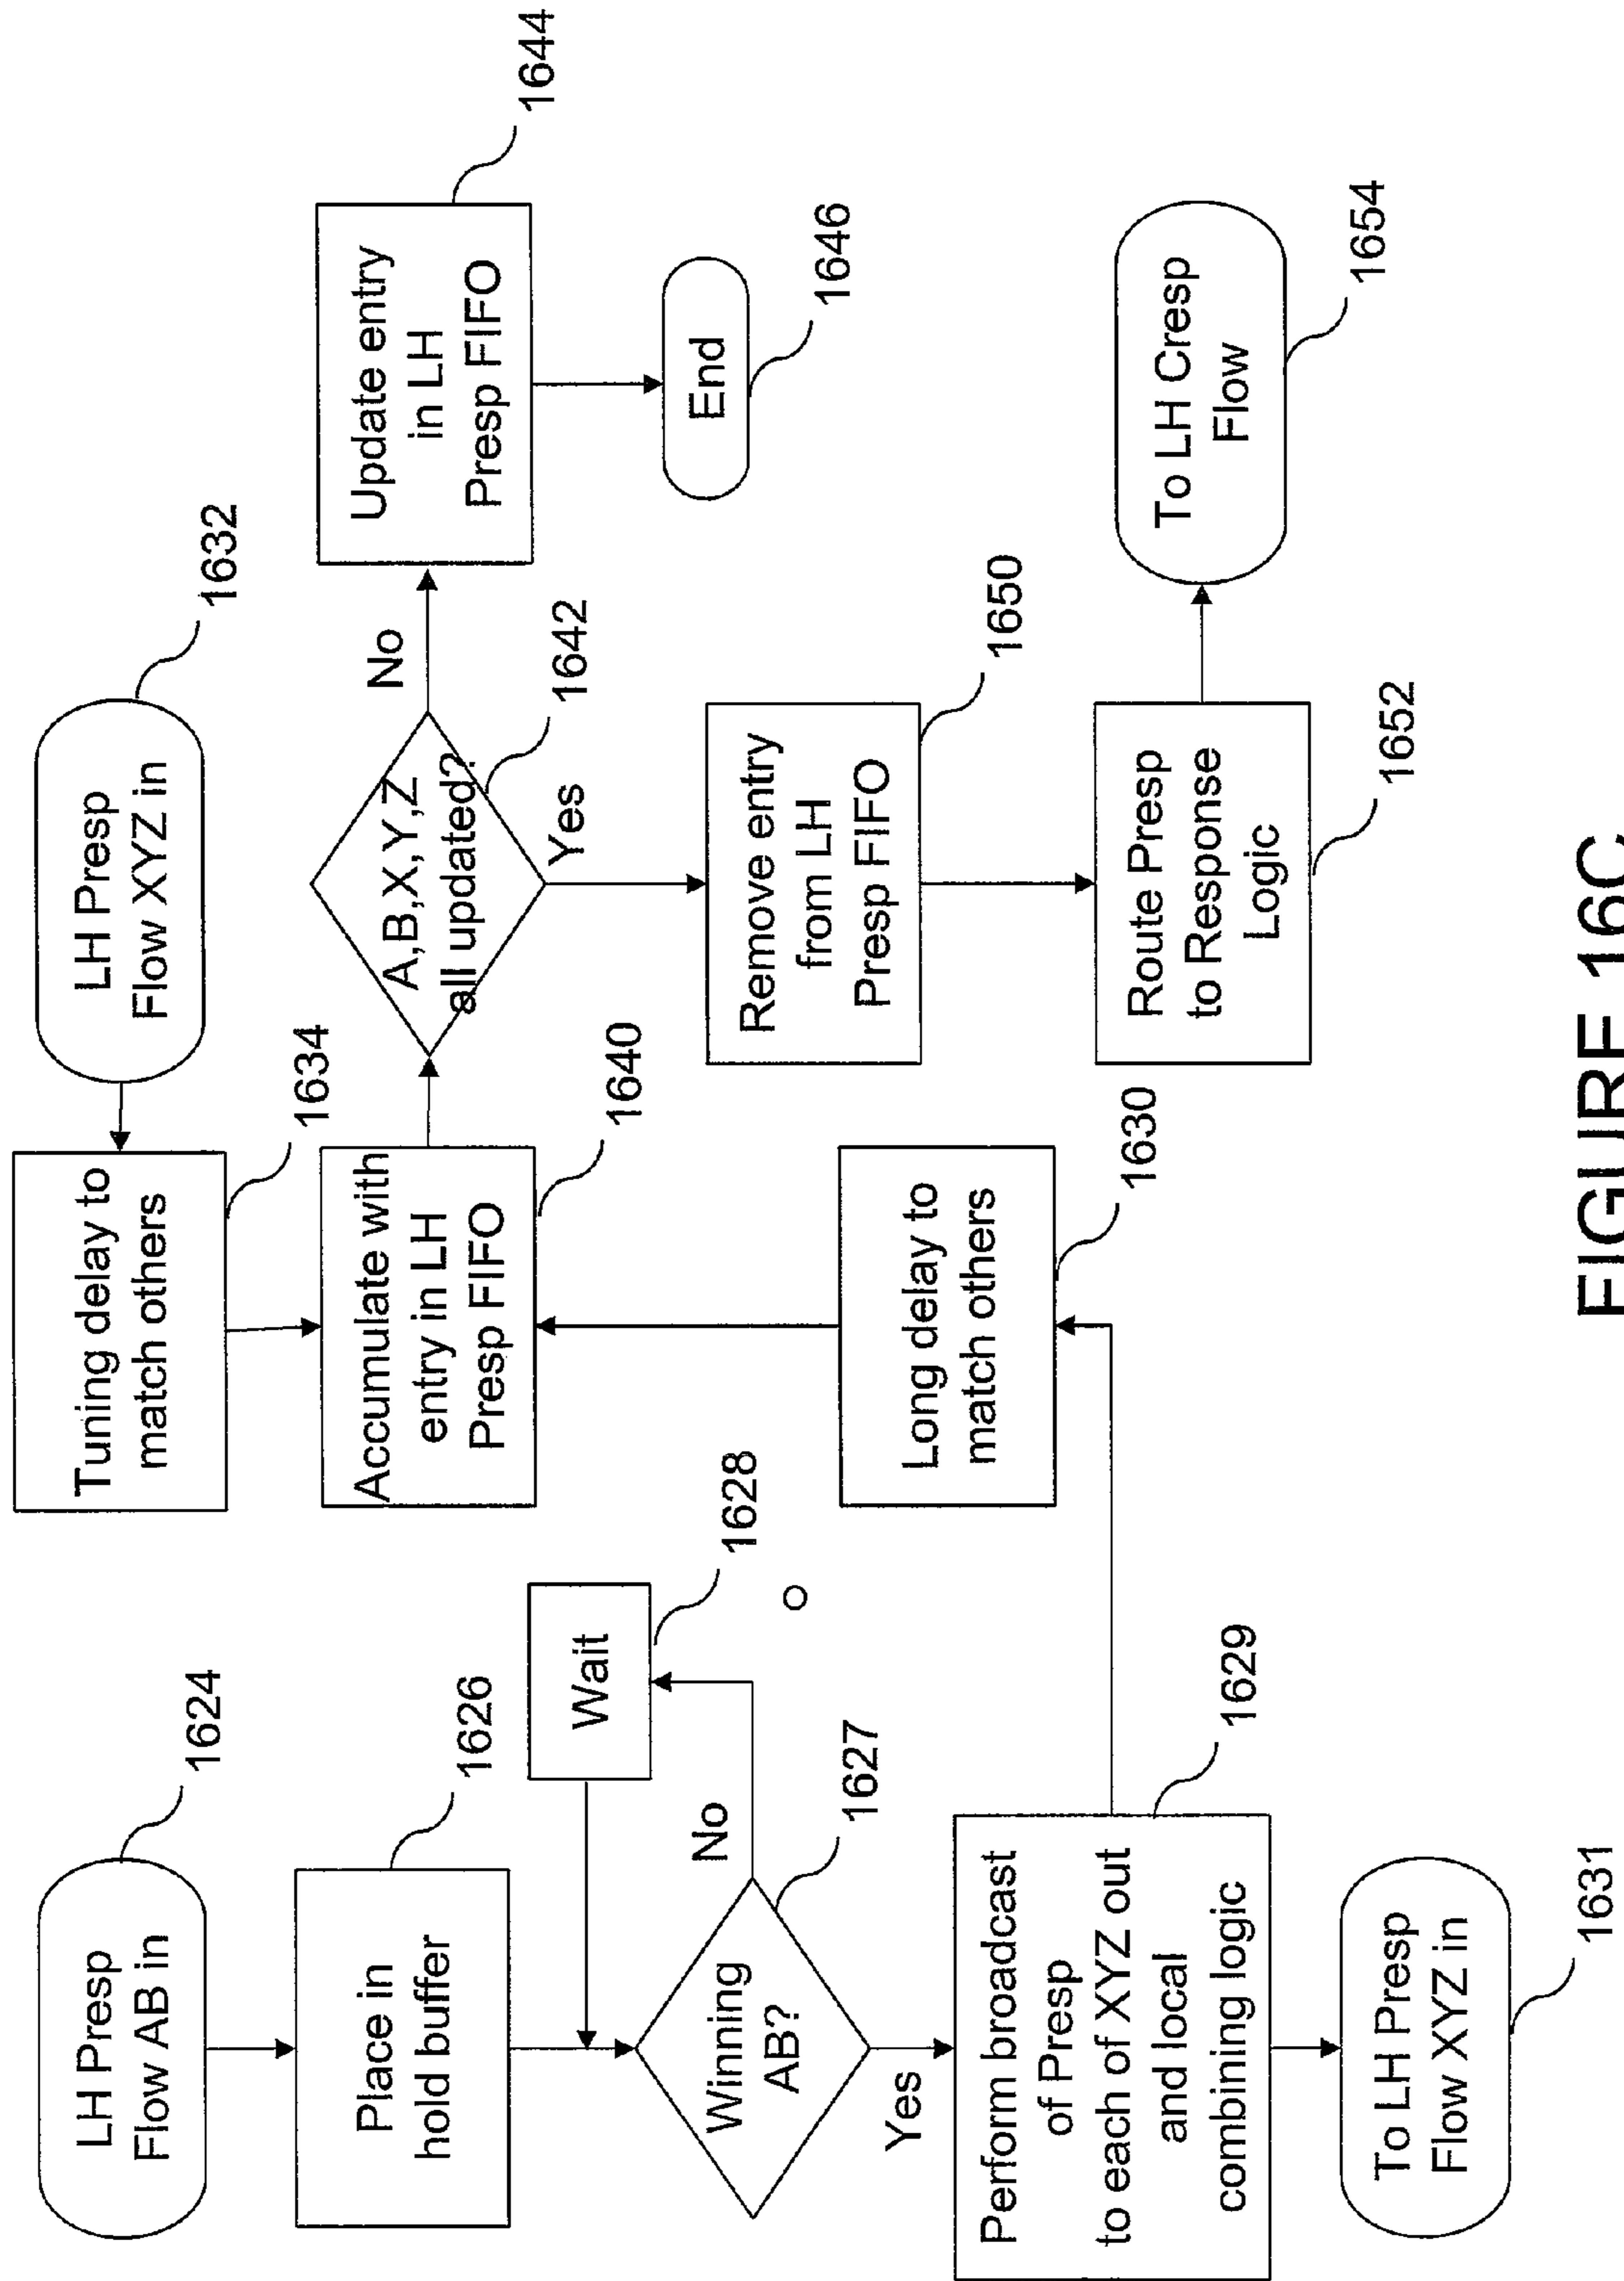 LH Presp
Flow AB in
1624
Place in
hold buffer
1626
Wait
1628
Winning
AB?
No
1627
Yes
Perform broadcast
of Presp
to each of XYZ out
and local
combining logic
1629
To LH Presp
Flow XYZ in
1631
LH Presp
Flow XYZ in
1632
Tuning delay to
match others
1634
Accumulate with
entry in LH
Presp FIFO
1640
Long delay to
match others
1630
A,B,X,Y,Z
all updated?
No
1642
Yes
Update entry
in LH
Presp FIFO
1644
End
1646
Remove entry
from LH
Presp FIFO
1650
Route Presp
to Response
Logic
1652
To LH Cresp
Flow
1654
FIGURE 16C